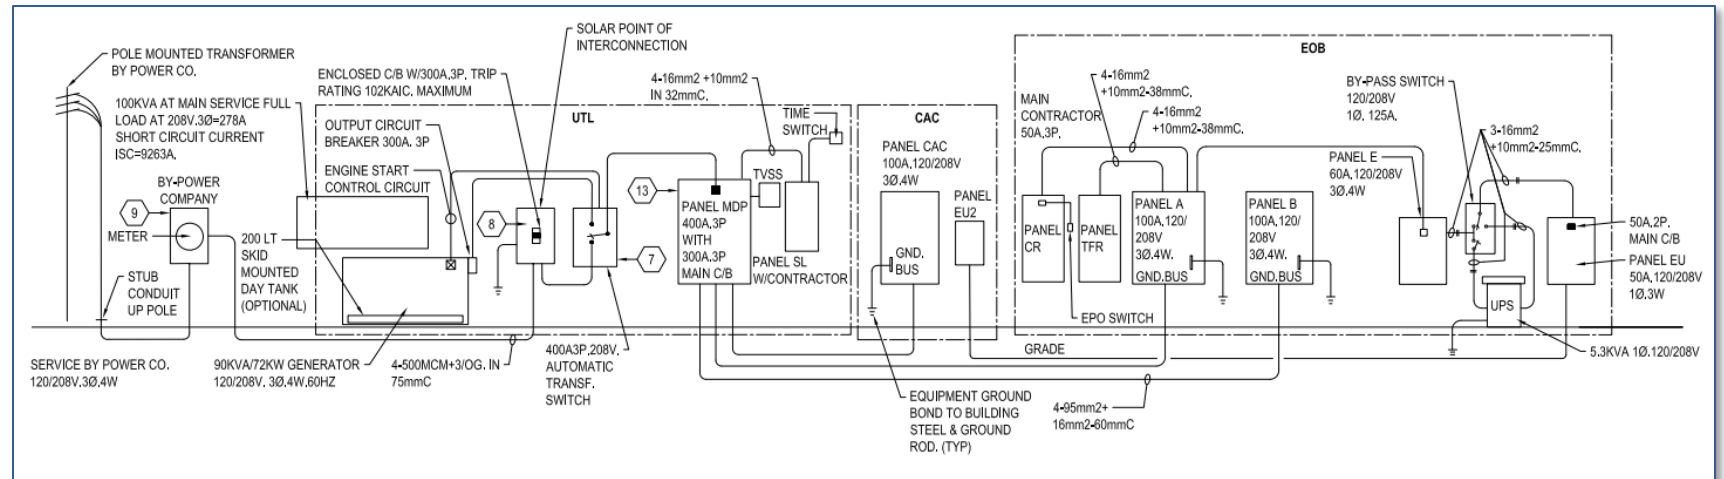 POLE MOUNTED TRANSFORMER
BY POWER CO.
100KVA AT MAIN SERVICE FULL
LOAD AT 208V.3Ø=278A
SHORT CIRCUIT CURRENT
ISC=9263A.
BY-POWER
COMPANY
9
METER
STUB
CONDUIT
UP POLE
SERVICE BY POWER CO.
120/208V,3Ø,4W
200 LT
SKID
MOUNTED
DAY TANK
(OPTIONAL)
90KVA/72KW GENERATOR
120/208V, 3Ø,4W,60HZ
ENCLOSED C/B W/300A,3P, TRIP
RATING 102KAIC. MAXIMUM
OUTPUT CIRCUIT
BREAKER 300A. 3P
ENGINE START
CONTROL CIRCUIT
SOLAR POINT OF
INTERCONNECTION
UTL
8
7
4-500MCM+3/OG. IN
75mmC
400A3P,208V,
AUTOMATIC
TRANSF.
SWITCH
4-16mm2 +10mm2
IN 32mmC.
TIME
SWITCH
13
TVSS
PANEL MDP
400A.3P
WITH
300A.3P
MAIN C/B
PANEL SL
W/CONTRACTOR
CAC
PANEL CAC
100A,120/208V
3Ø,4W
PANEL
EU2
GND.
BUS
EQUIPMENT GROUND
BOND TO BUILDING
STEEL & GROUND
ROD. (TYP)
EOB
4-16mm2
+10mm2-38mmC.
4-16mm2
+10mm2-38mmC.
MAIN
CONTRACTOR
50A,3P.
PANEL
CR
PANEL
TFR
PANEL A
100A,120/
208V
3Ø.4W.
GND.BUS
PANEL B
100A,120/
208V
3Ø.4W.
GND.BUS
EPO SWITCH
GRADE
4-95mm2+
16mm2-60mmC
BY-PASS SWITCH
120/208V
1Ø. 125A.
3-16mm2
+10mm2-25mmC.
PANEL E
60A,120/208V
3Ø.4W
UPS
50A,2P.
MAIN C/B
PANEL EU
50A,120/208V
1Ø.3W
5.3KVA 1Ø.120/208V